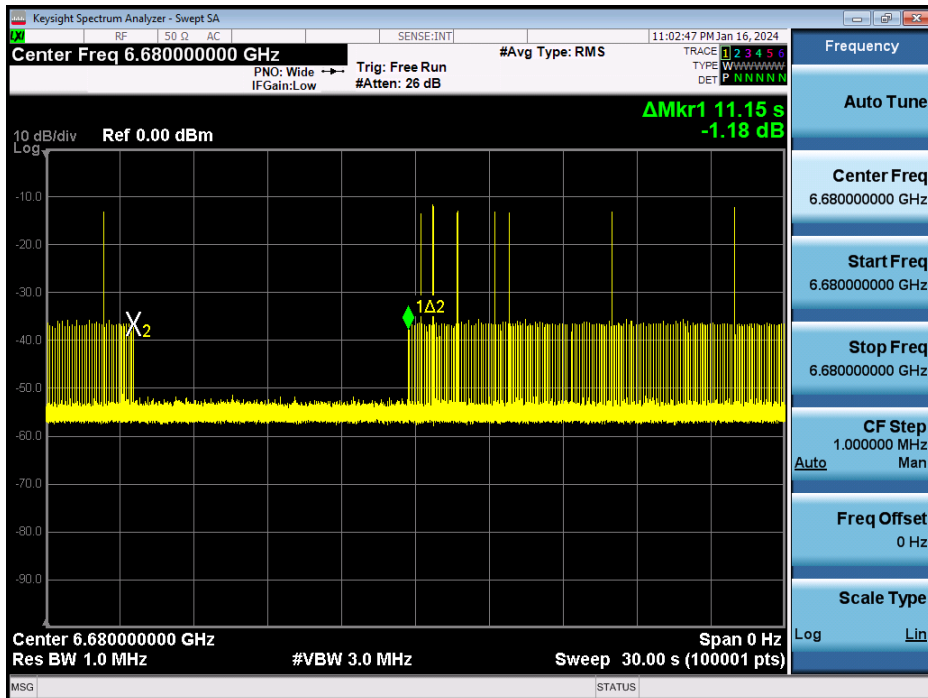 Keysight Spectrum Analyzer - Swept SA
LXI RF 50 Ω AC SENSE:INT 11:02:47 PM Jan 16, 2024
Center Freq 6.680000000 GHz
PNO: Wide
IFGain:Low
Trig: Free Run
#Atten: 26 dB
#Avg Type: RMS
TRACE 1 2 3 4 5 6
TYPE WWWWWW
DET P N N N N N
ΔMkr1 11.15 s
-1.18 dB
10 dB/div Ref 0.00 dBm
Log
-10.0
-20.0
-30.0
1Δ2
X2
-40.0
-50.0
-60.0
-70.0
-80.0
-90.0
Center 6.680000000 GHz Span 0 Hz
Res BW 1.0 MHz #VBW 3.0 MHz Sweep 30.00 s (100001 pts)
MSG STATUS
Frequency
Auto Tune
Center Freq
6.680000000 GHz
Start Freq
6.680000000 GHz
Stop Freq
6.680000000 GHz
CF Step
1.000000 MHz
Auto Man
Freq Offset
0 Hz
Scale Type
Log Lin